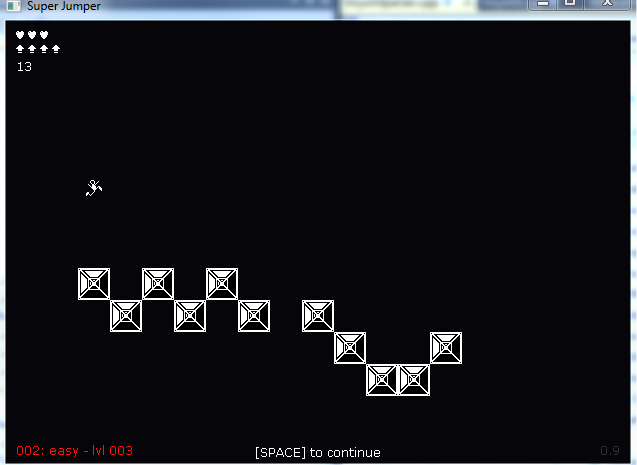 Super Jumper
13
002: easy - lvl 003
[SPACE] to continue
0.9